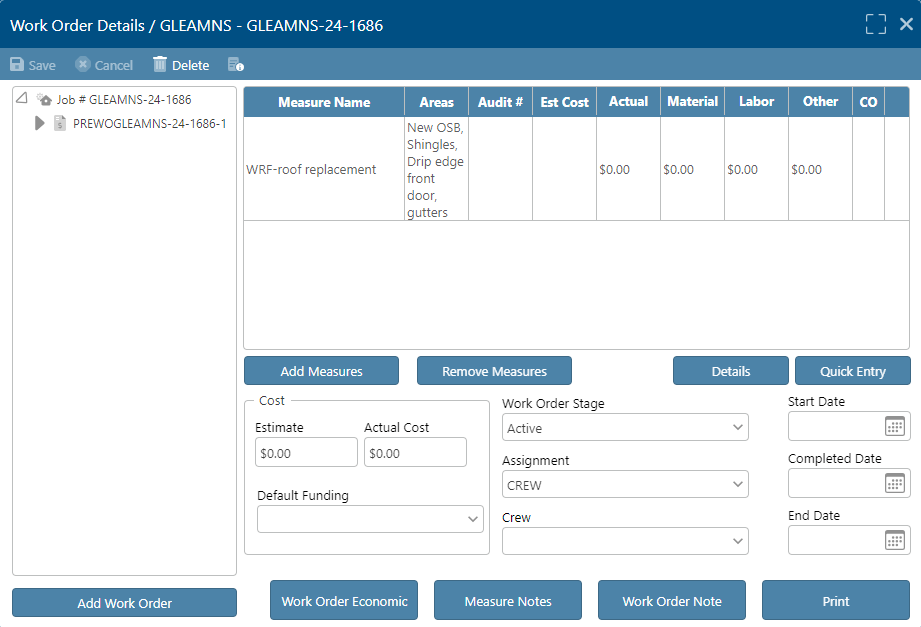 Work Order Details / GLEAMNS - GLEAMNS-24-1686
Save Cancel Delete
Job # GLEAMNS-24-1686
PREWOGLEAMNS-24-1686-1
Measure Name Areas Audit # Est Cost Actual Material Labor Other CO
WRF-roof replacement
New OSB,
Shingles,
Drip edge
front
door,
gutters
$0.00 $0.00 $0.00 $0.00
Add Measures Remove Measures Details Quick Entry
Cost
Estimate Actual Cost
$0.00 $0.00
Default Funding
Work Order Stage
Active
Assignment
CREW
Crew
Start Date
Completed Date
End Date
Add Work Order Work Order Economic Measure Notes Work Order Note Print